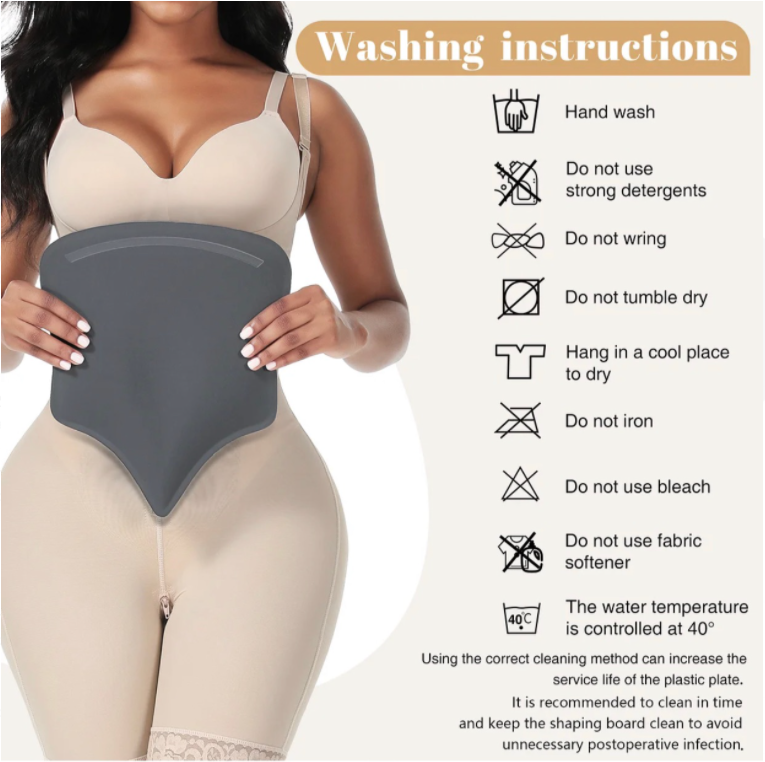 Washing instructions
Hand wash
Do not use
strong detergents
Do not wring
Do not tumble dry
Hang in a cool place
to dry
Do not iron
Do not use bleach
Do not use fabric
softener
40℃
The water temperature
is controlled at 40°
Using the correct cleaning method can increase the
service life of the plastic plate.
It is recommended to clean in time
and keep the shaping board clean to avoid
unnecessary postoperative infection.